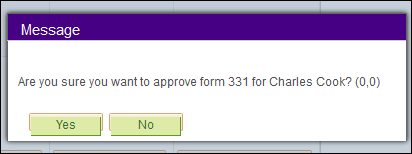 Message
Are you sure you want to approve form 331 for Charles Cook? (0,0)
Yes No